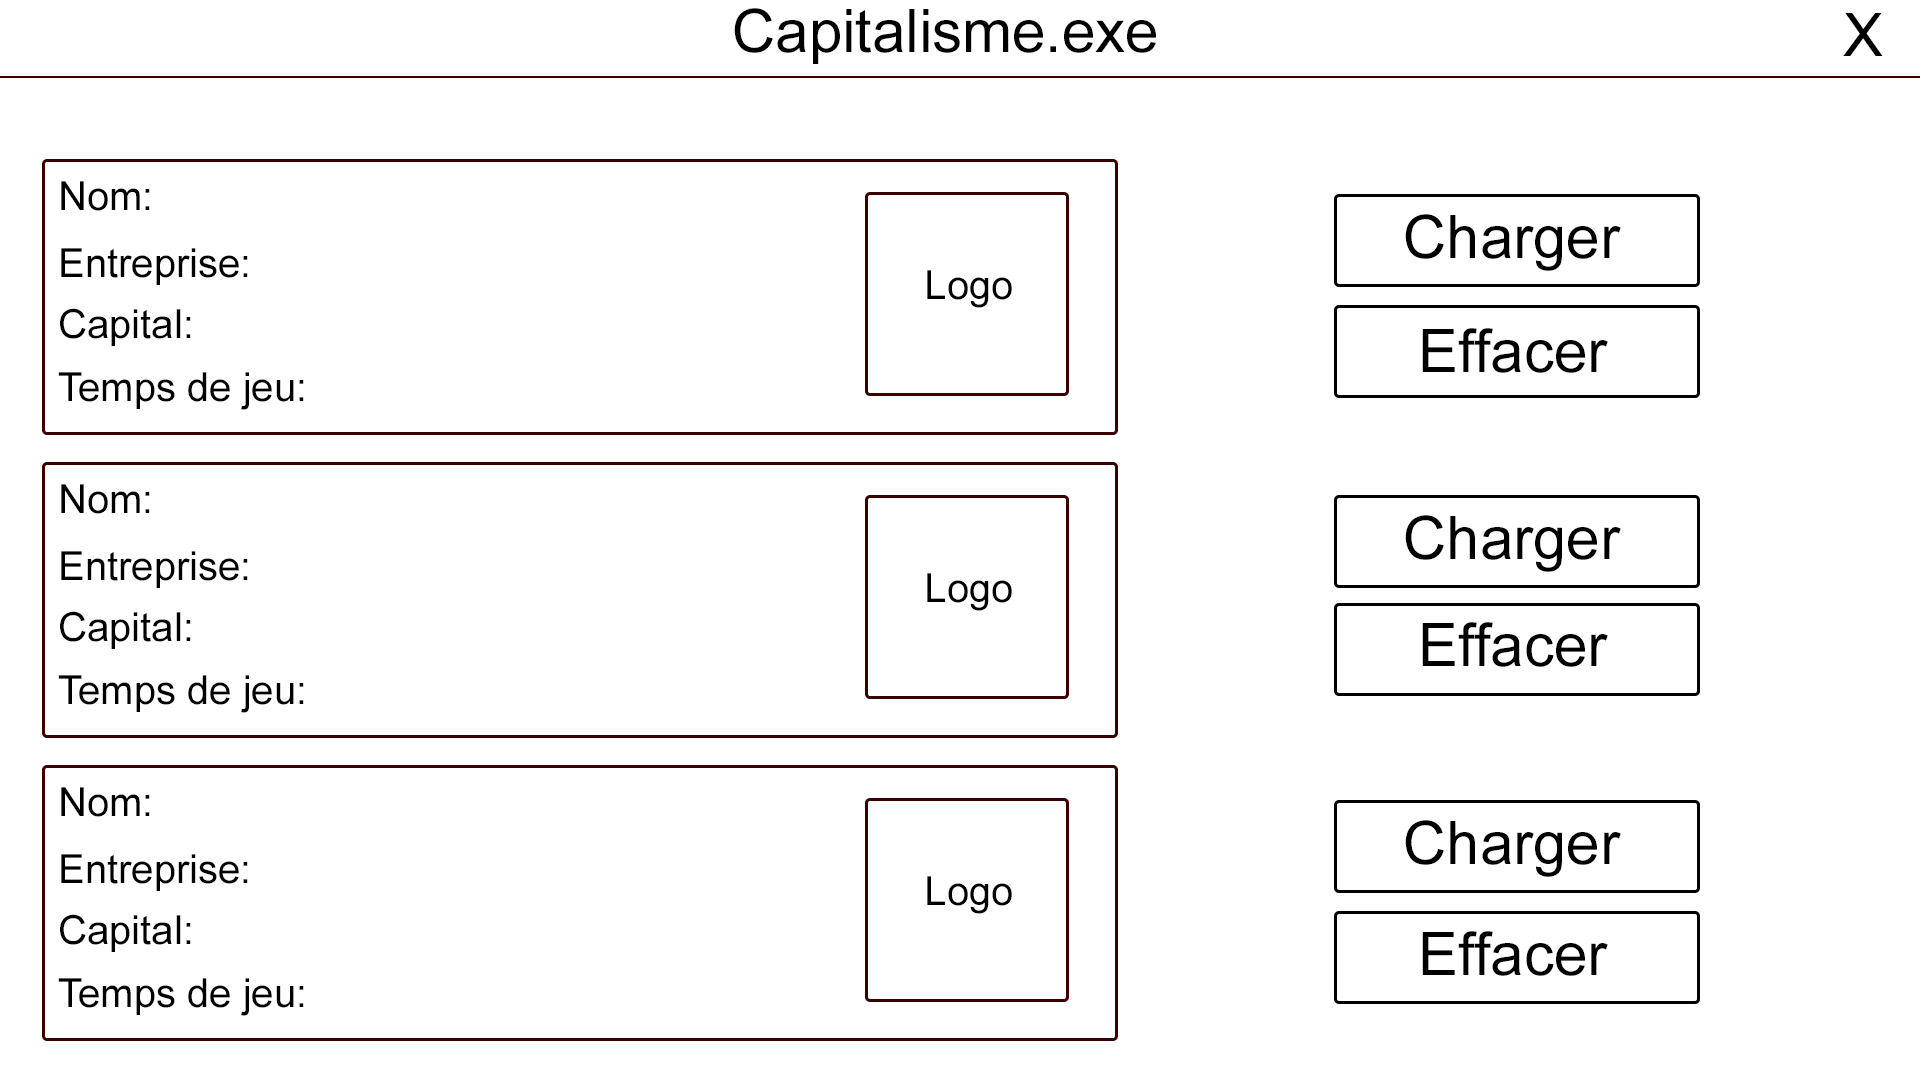 Capitalisme.exe
X
Nom:
Entreprise:
Capital:
Temps de jeu:
Logo
Charger
Effacer
Nom:
Entreprise:
Capital:
Temps de jeu:
Logo
Charger
Effacer
Nom:
Entreprise:
Capital:
Temps de jeu:
Logo
Charger
Effacer